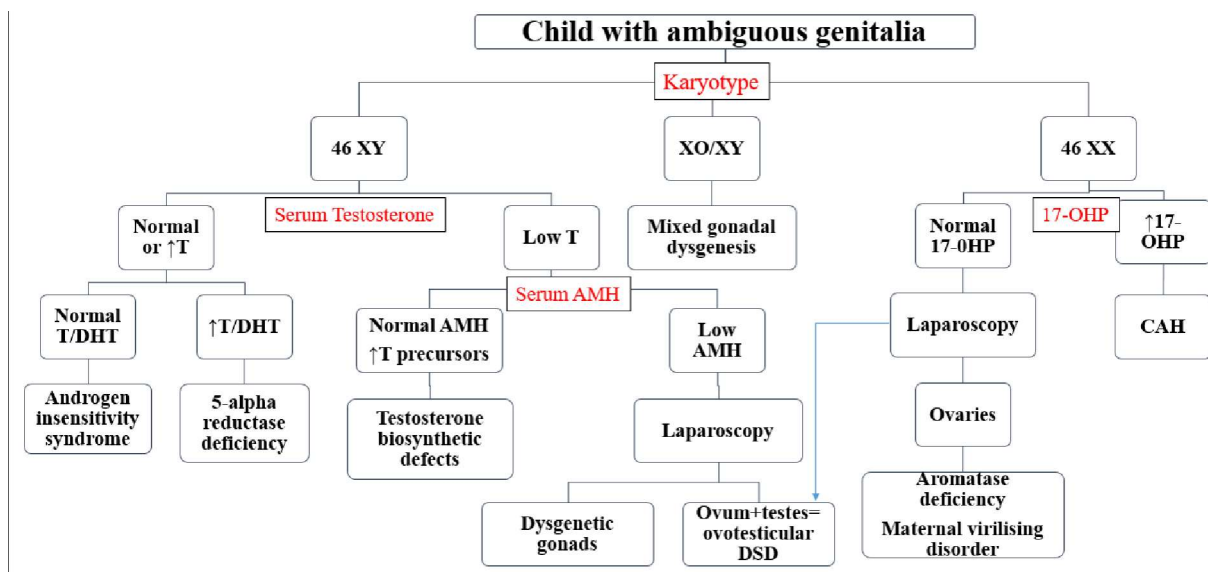 Child with ambiguous genitalia
Karyotype
46 XY
XO/XY
46 XX
Serum Testosterone
17-OHP
Normal
or ↑T
Low T
Mixed gonadal
dysgenesis
Normal
17-0HP
↑17-
OHP
Serum AMH
Normal
T/DHT
↑T/DHT
Normal AMH
↑T precursors
Low
AMH
Laparoscopy
CAH
Androgen
insensitivity
syndrome
5-alpha
reductase
deficiency
Testosterone
biosynthetic
defects
Laparoscopy
Ovaries
Dysgenetic
gonads
Ovum+testes=
ovotesticular
DSD
Aromatase
deficiency
Maternal virilising
disorder